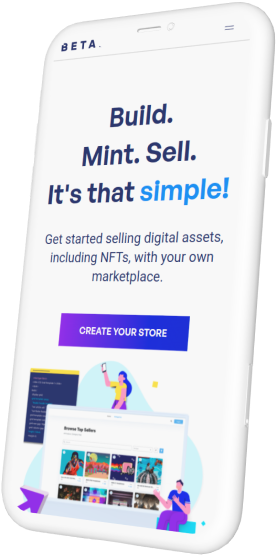 BETA.
Build.
Mint. Sell.
It's that simple!
Get started selling digital assets,
including NFTs, with your own
marketplace.
CREATE YOUR STORE
Browse Top Sellers